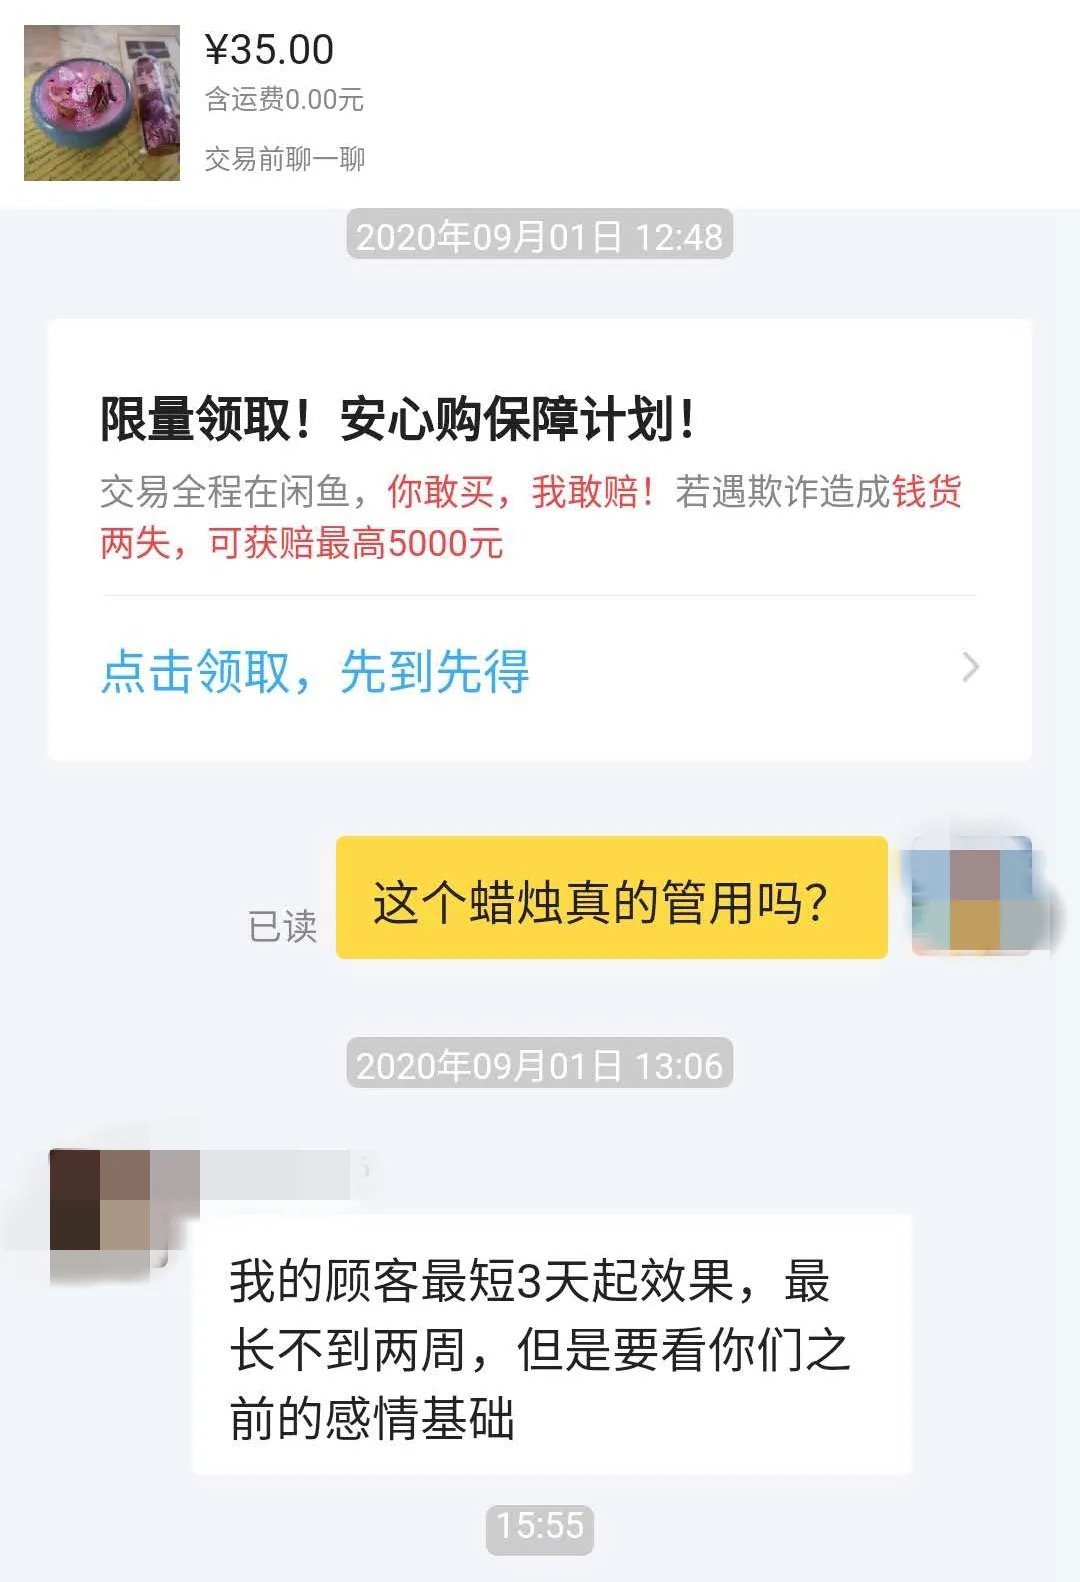 ¥35.00
含运费0.00元
交易前聊一聊
2020年09月01日 12:48
限量领取！安心购保障计划！
交易全程在闲鱼，你敢买，我敢赔！若遇欺诈造成钱货
两失，可获赔最高5000元
点击领取，先到先得
这个蜡烛真的管用吗？
已读
2020年09月01日 13:06
我的顾客最短3天起效果，最
长不到两周，但是要看你们之
前的感情基础
15:55